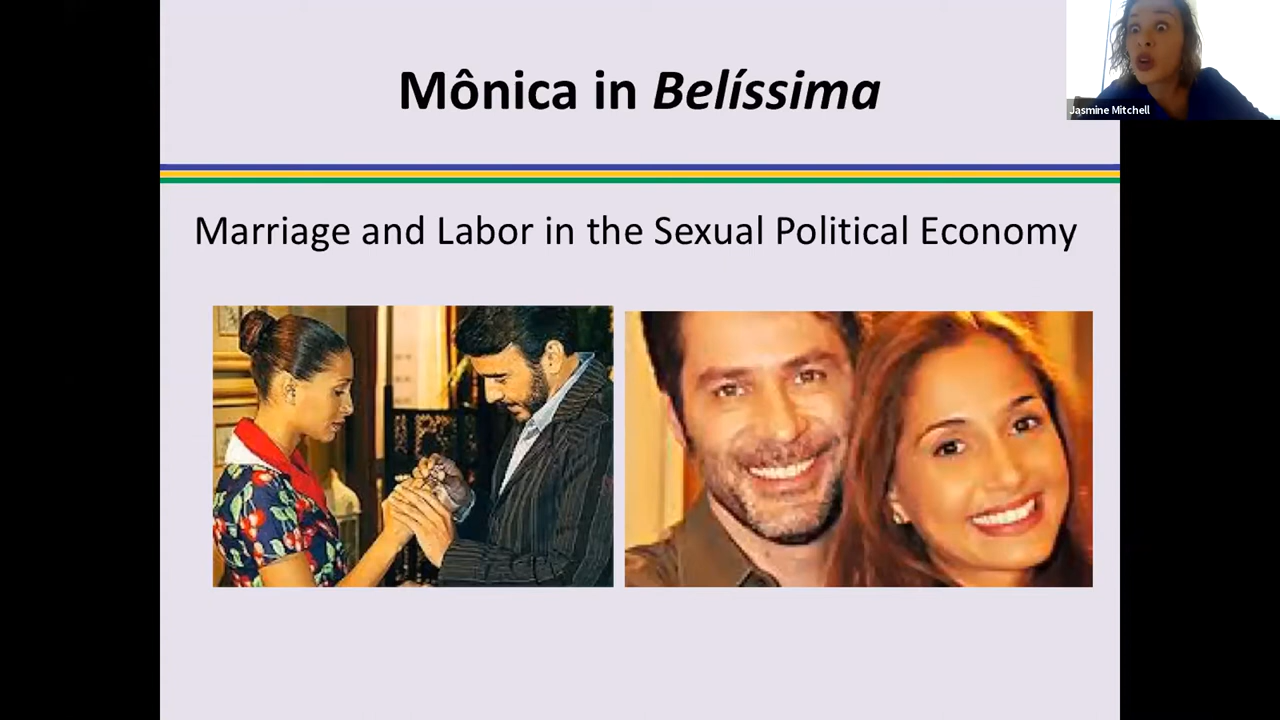 Mônica in Belíssima
Jasmine Mitchell
Marriage and Labor in the Sexual Political Economy